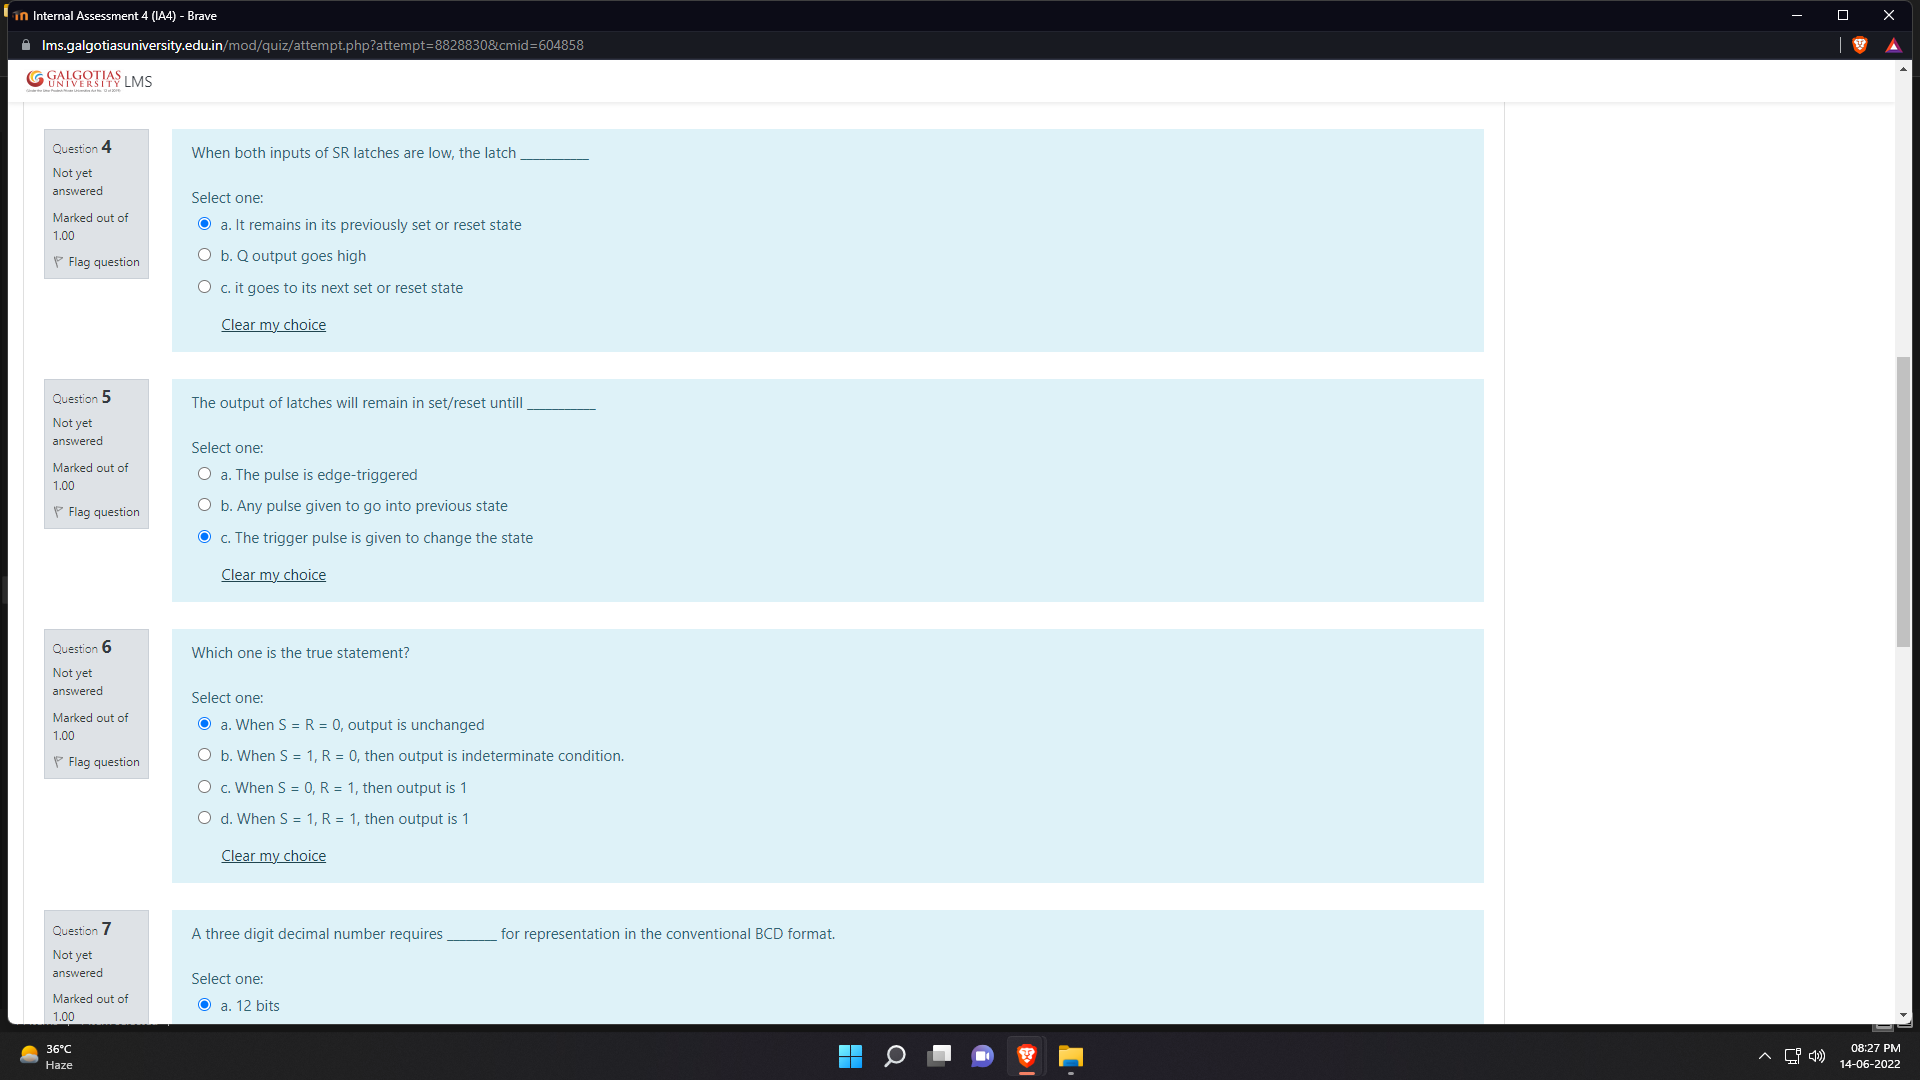 Internal Assessment 4 (IA4) - Brave
lms.galgotiasuniversity.edu.in/mod/quiz/attempt.php?attempt=8828830&cmid=604858
GALGOTIAS
UNIVERSITY LMS
Question 4
Not yet
answered
Marked out of
1.00
Flag question
When both inputs of SR latches are low, the latch __________
Select one:
a. It remains in its previously set or reset state
b. Q output goes high
c. it goes to its next set or reset state
Clear my choice
Question 5
Not yet
answered
Marked out of
1.00
Flag question
The output of latches will remain in set/reset untill __________
Select one:
a. The pulse is edge-triggered
b. Any pulse given to go into previous state
c. The trigger pulse is given to change the state
Clear my choice
Question 6
Not yet
answered
Marked out of
1.00
Flag question
Which one is the true statement?
Select one:
a. When S = R = 0, output is unchanged
b. When S = 1, R = 0, then output is indeterminate condition.
c. When S = 0, R = 1, then output is 1
d. When S = 1, R = 1, then output is 1
Clear my choice
Question 7
Not yet
answered
Marked out of
1.00
A three digit decimal number requires _______ for representation in the conventional BCD format.
Select one:
a. 12 bits
36°C
Haze
08:27 PM
14-06-2022